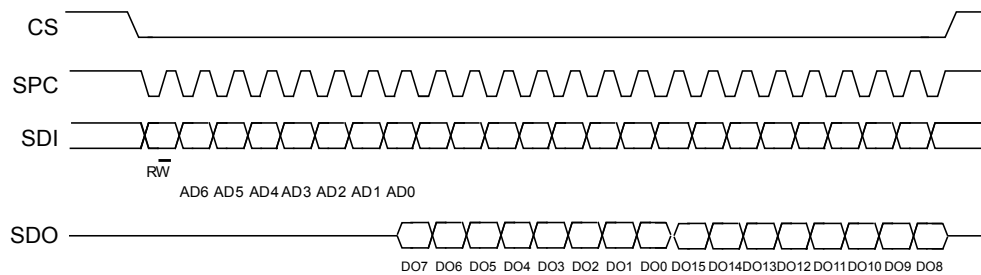 CS
SPC
SDI
RW
AD6 AD5 AD4 AD3 AD2 AD1 AD0
SDO
DO7 DO6 DO5 DO4 DO3 DO2 DO1 DO0 DO15 DO14 DO13 DO12 DO11 DO10 DO9 DO8